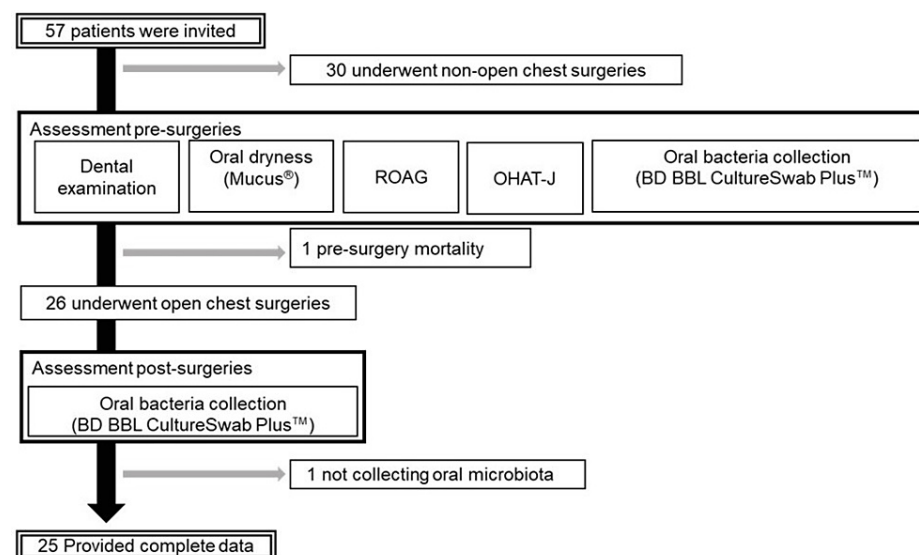 57 patients were invited
30 underwent non-open chest surgeries
Assessment pre-surgeries
Dental
examination
Oral dryness
(Mucus®)
ROAG
OHAT-J
Oral bacteria collection
(BD BBL CultureSwab Plus™)
1 pre-surgery mortality
26 underwent open chest surgeries
Assessment post-surgeries
Oral bacteria collection
(BD BBL CultureSwab Plus™)
1 not collecting oral microbiota
25 Provided complete data